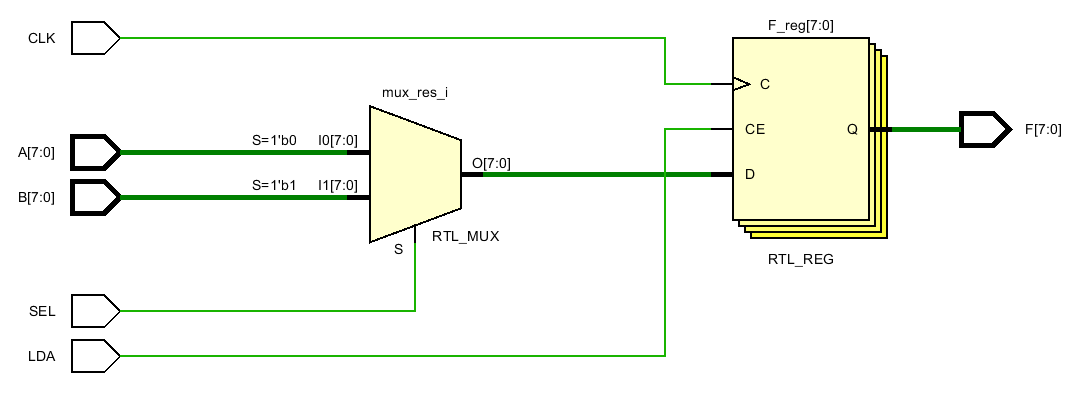 F_reg[7:0]
CLK
C
mux_res_i
CE
Q
F[7:0]
S=1'b0
I0[7:0]
A[7:0]
O[7:0]
D
S=1'b1
I1[7:0]
B[7:0]
RTL_MUX
S
RTL_REG
SEL
LDA